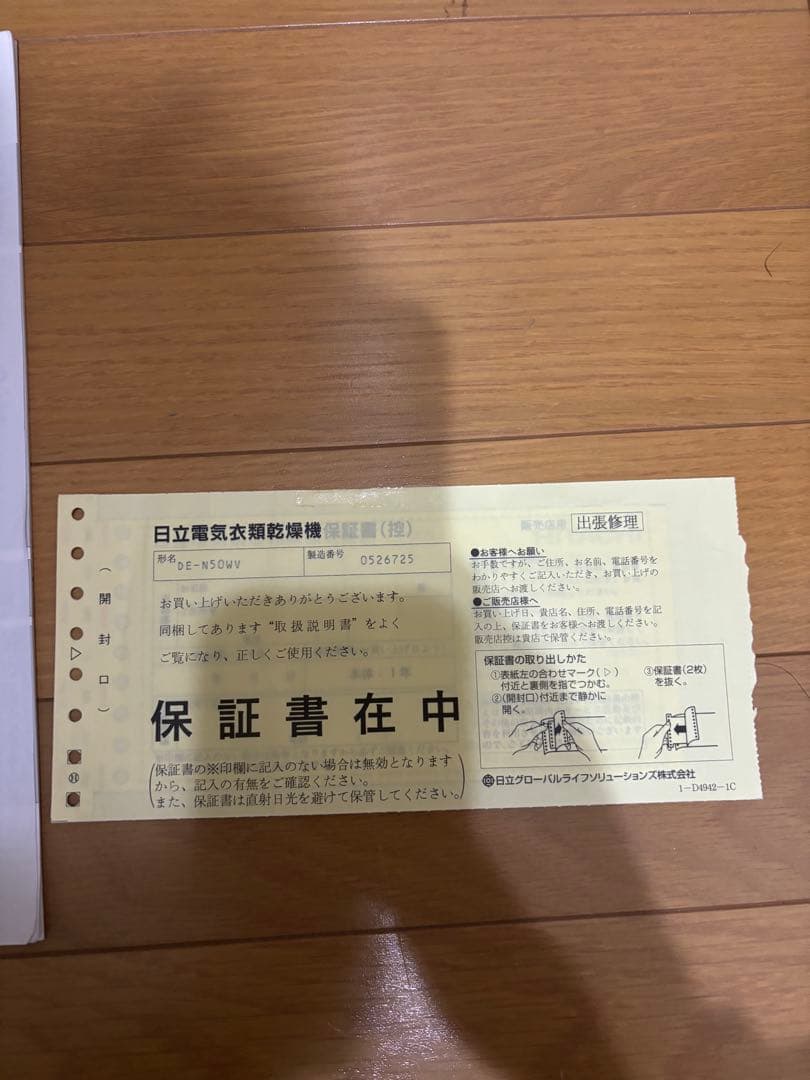 日立電気衣類乾燥機保証書(控)
販売店用
出張修理
形名
DE-N50WV
製造番号
0526725
お買い上げいただきありがとうございます。
同梱してあります“取扱説明書”をよく
ご覧になり、正しくご使用ください。
保証書在中
(保証書の※印欄に記入のない場合は無効となります
から、記入の有無をご確認ください。
また、保証書は直射日光を避けて保管してください。)
(開封口)
▷
●お客様へお願い
お手数ですが、ご住所、お名前、電話番号を
わかりやすくご記入いただき、お買い上げの
販売店へお渡しください。
●ご販売店様へ
お買い上げ日、貴店名、住所、電話番号を記
入の上、保証書をお客様へお渡しください。
販売店控は貴店で保管ください。
保証書の取り出しかた
①表紙左の合わせマーク(▷)
付近と裏側を指でつかむ。
②(開封口)付近まで静かに
開く。
③保証書(2枚)
を抜く。
日立グローバルライフソリューションズ株式会社
1-D4942-1C